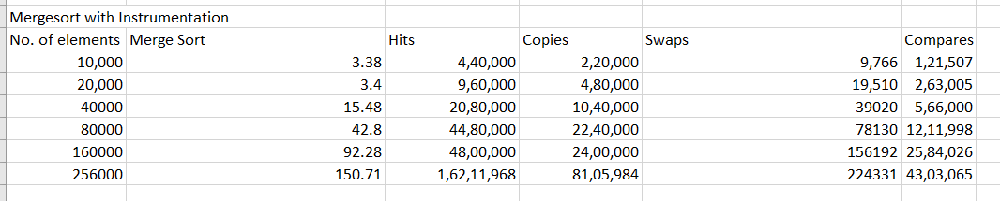 Mergesort with Instrumentation
No. of elements Merge Sort Hits Copies Swaps Compares
10,000 3.38 4,40,000 2,20,000 9,766 1,21,507
20,000 3.4 9,60,000 4,80,000 19,510 2,63,005
40000 15.48 20,80,000 10,40,000 39020 5,66,000
80000 42.8 44,80,000 22,40,000 78130 12,11,998
160000 92.28 48,00,000 24,00,000 156192 25,84,026
256000 150.71 1,62,11,968 81,05,984 224331 43,03,065